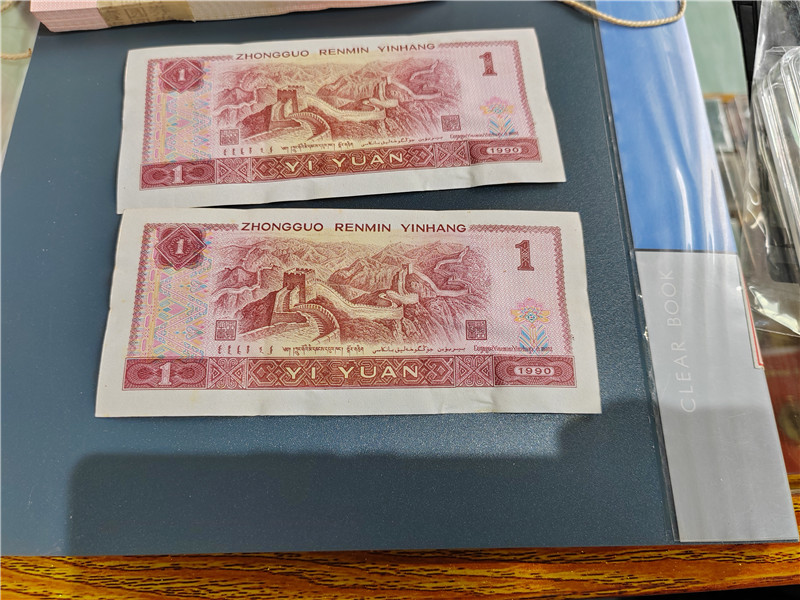 ZHONGGUO RENMIN YINHANG
1
1
1 YI YUAN 1990
ZHONGGUO RENMIN YINHANG
1
1
1 YI YUAN 1990
CLEAR BOOK